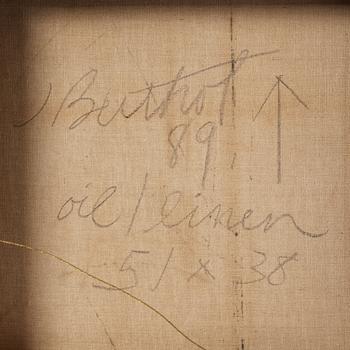 Berthot ↑
89,
oil / linen
51 x 38